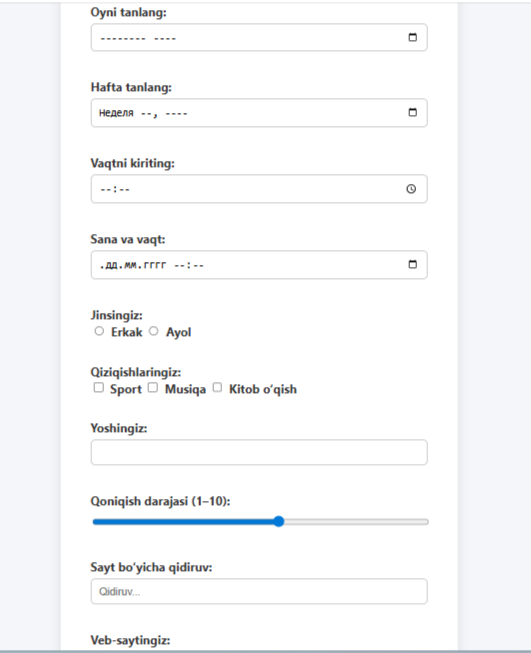 Oyni tanlang:
-------- ----
Hafta tanlang:
Неделя --, ----
Vaqtni kiriting:
--:--
Sana va vaqt:
.дд.мм.гггг --:--
Jinsingiz:
Erkak Ayol
Qiziqishlaringiz:
Sport Musiqa Kitob o‘qish
Yoshingiz:
Qoniqish darajasi (1–10):
Sayt bo‘yicha qidiruv:
Qidiruv...
Veb-saytingiz: